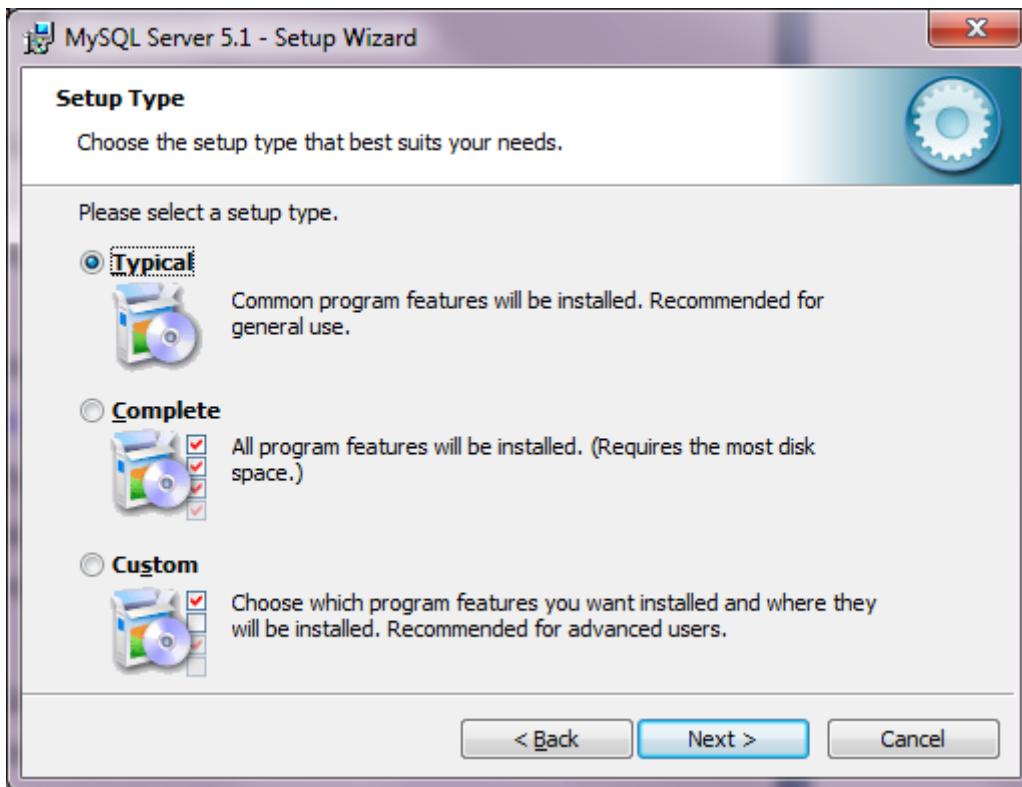 MySQL Server 5.1 - Setup Wizard
Setup Type
Choose the setup type that best suits your needs.
Please select a setup type.
Typical
Common program features will be installed. Recommended for
general use.
Complete
All program features will be installed. (Requires the most disk
space.)
Custom
Choose which program features you want installed and where they
will be installed. Recommended for advanced users.
< Back
Next >
Cancel